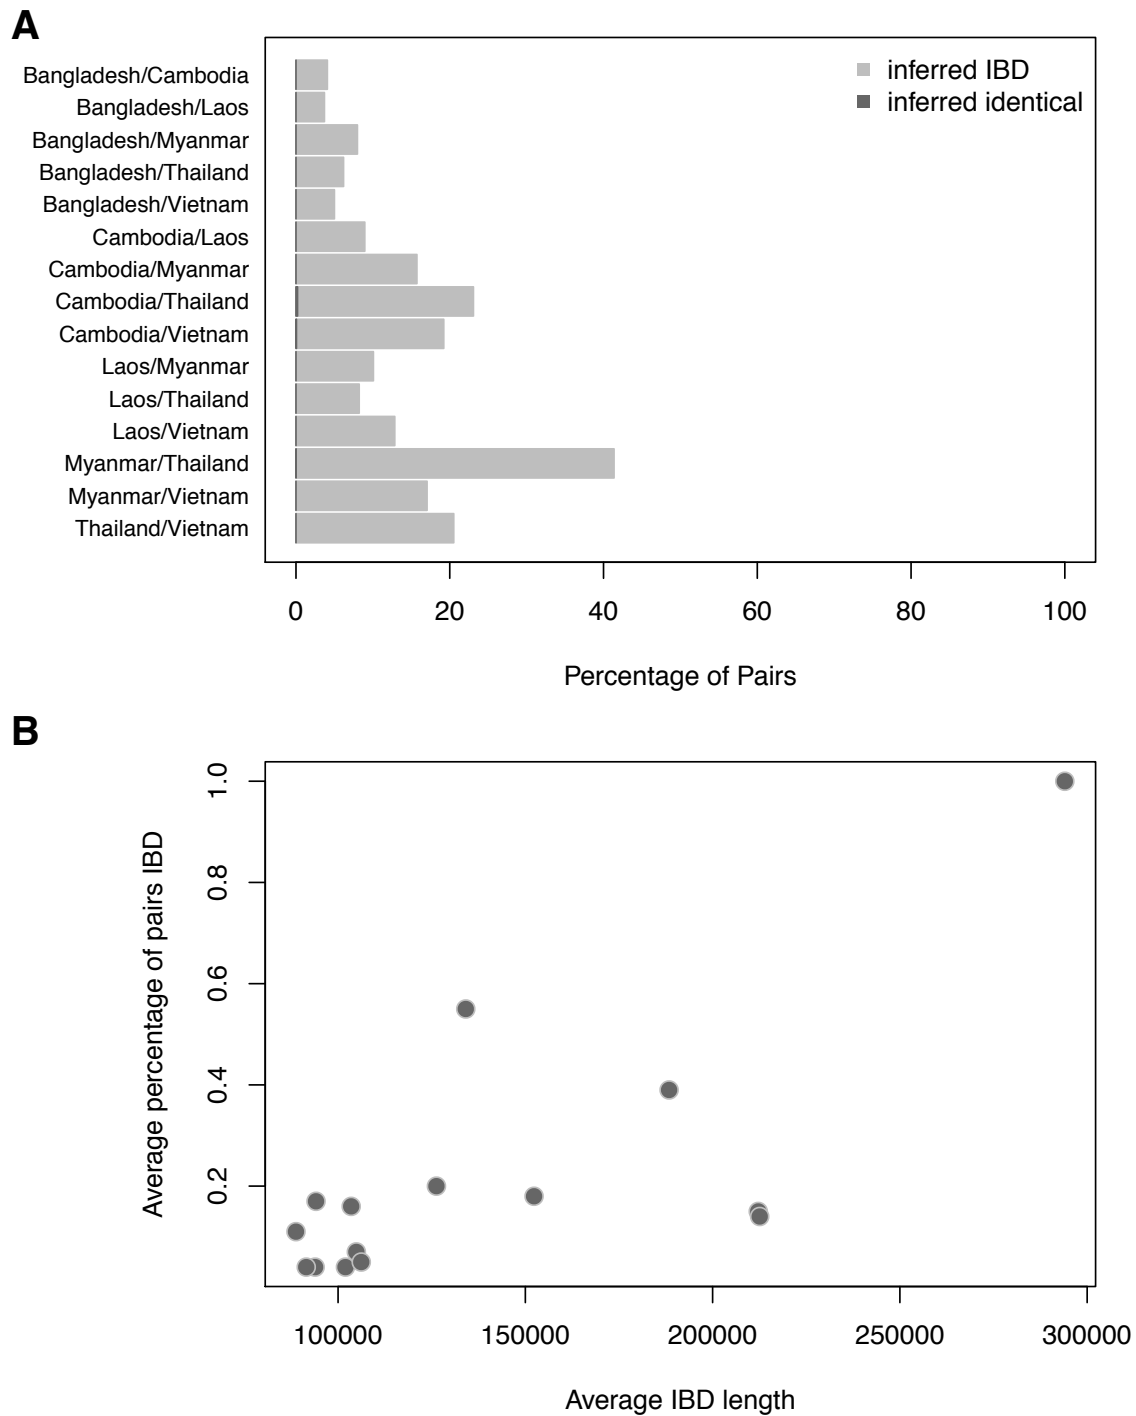 A
Bangladesh/Cambodia
Bangladesh/Laos
Bangladesh/Myanmar
Bangladesh/Thailand
Bangladesh/Vietnam
Cambodia/Laos
Cambodia/Myanmar
Cambodia/Thailand
Cambodia/Vietnam
Laos/Myanmar
Laos/Thailand
Laos/Vietnam
Myanmar/Thailand
Myanmar/Vietnam
Thailand/Vietnam
inferred IBD
inferred identical
0 20 40 60 80 100
Percentage of Pairs
B
Average percentage of pairs IBD
1.0
0.8
0.6
0.4
0.2
100000 150000 200000 250000 300000
Average IBD length